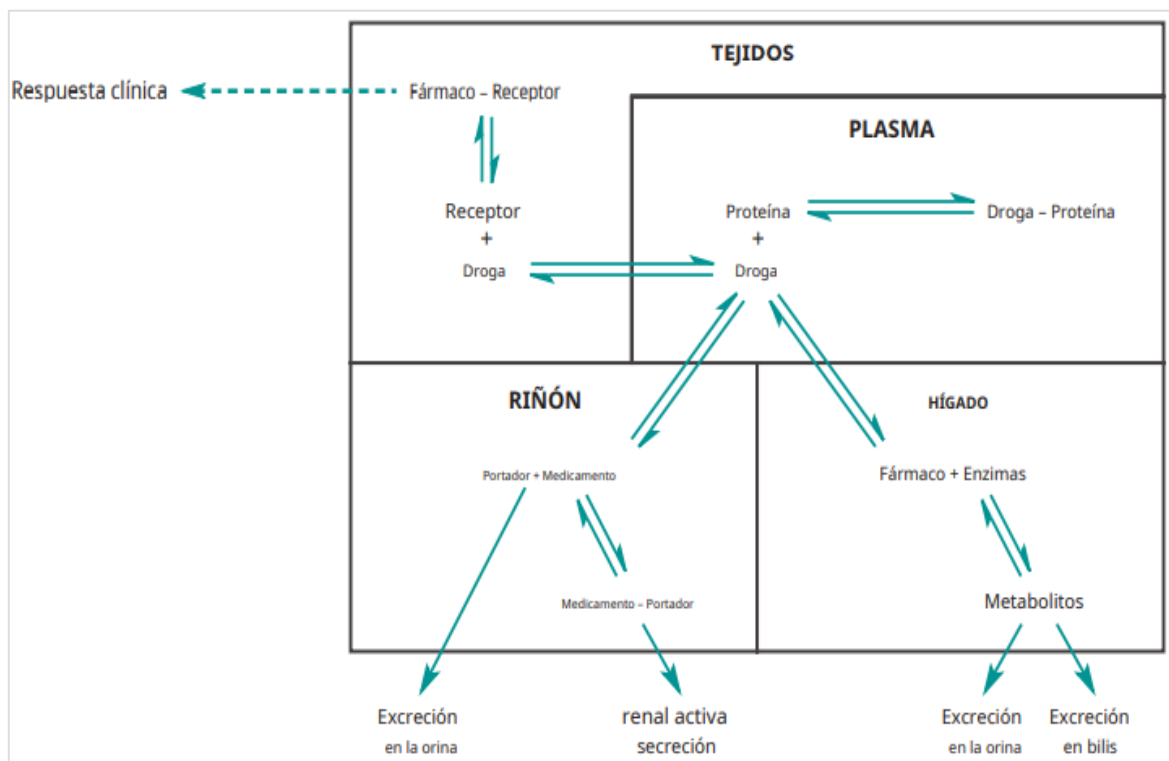 TEJIDOS
Respuesta clínica
Fármaco – Receptor
PLASMA
Receptor
+
Droga
Proteína
+
Droga
Droga – Proteína
RIÑÓN
HÍGADO
Portador + Medicamento
Fármaco + Enzimas
Medicamento – Portador
Metabolitos
Excreción
en la orina
renal activa
secreción
Excreción
en la orina
Excreción
en bilis